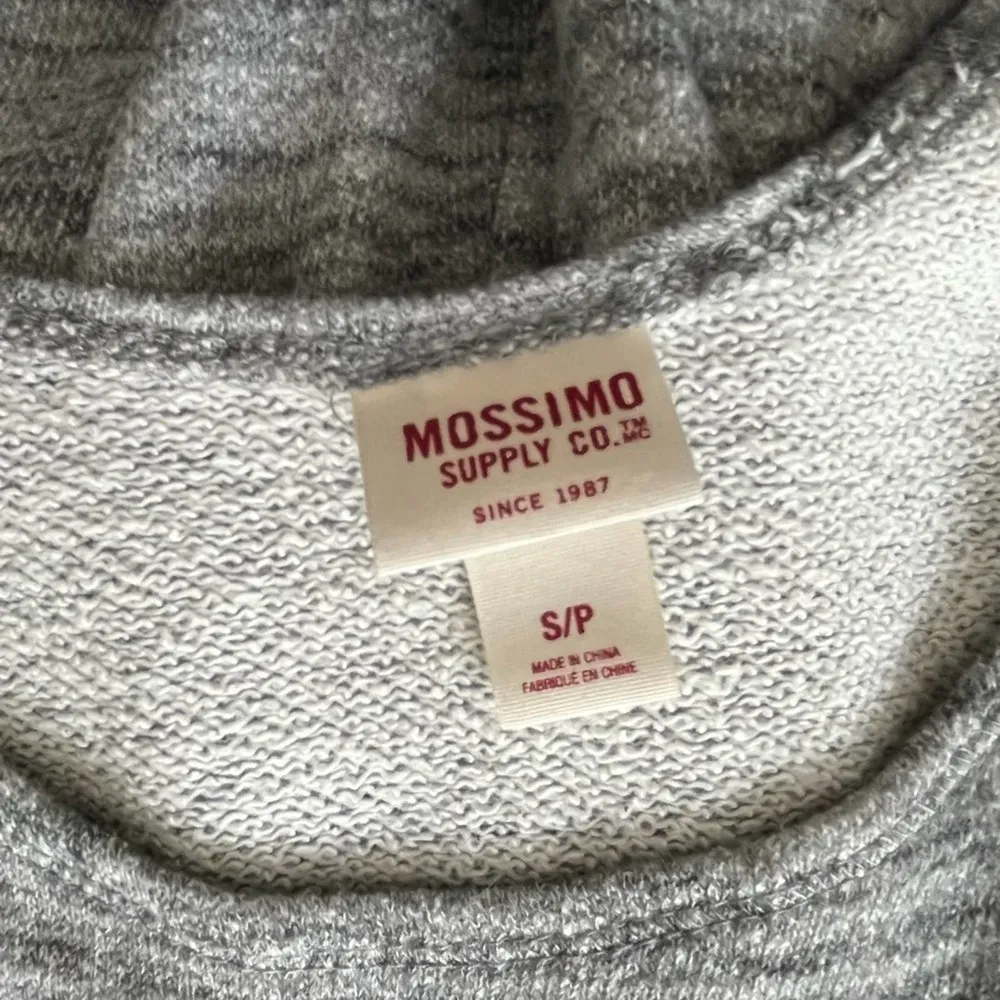 MOSSIMO
SUPPLY CO.™ MC
SINCE 1987
S/P
MADE IN CHINA
FABRIQUÉ EN CHINE